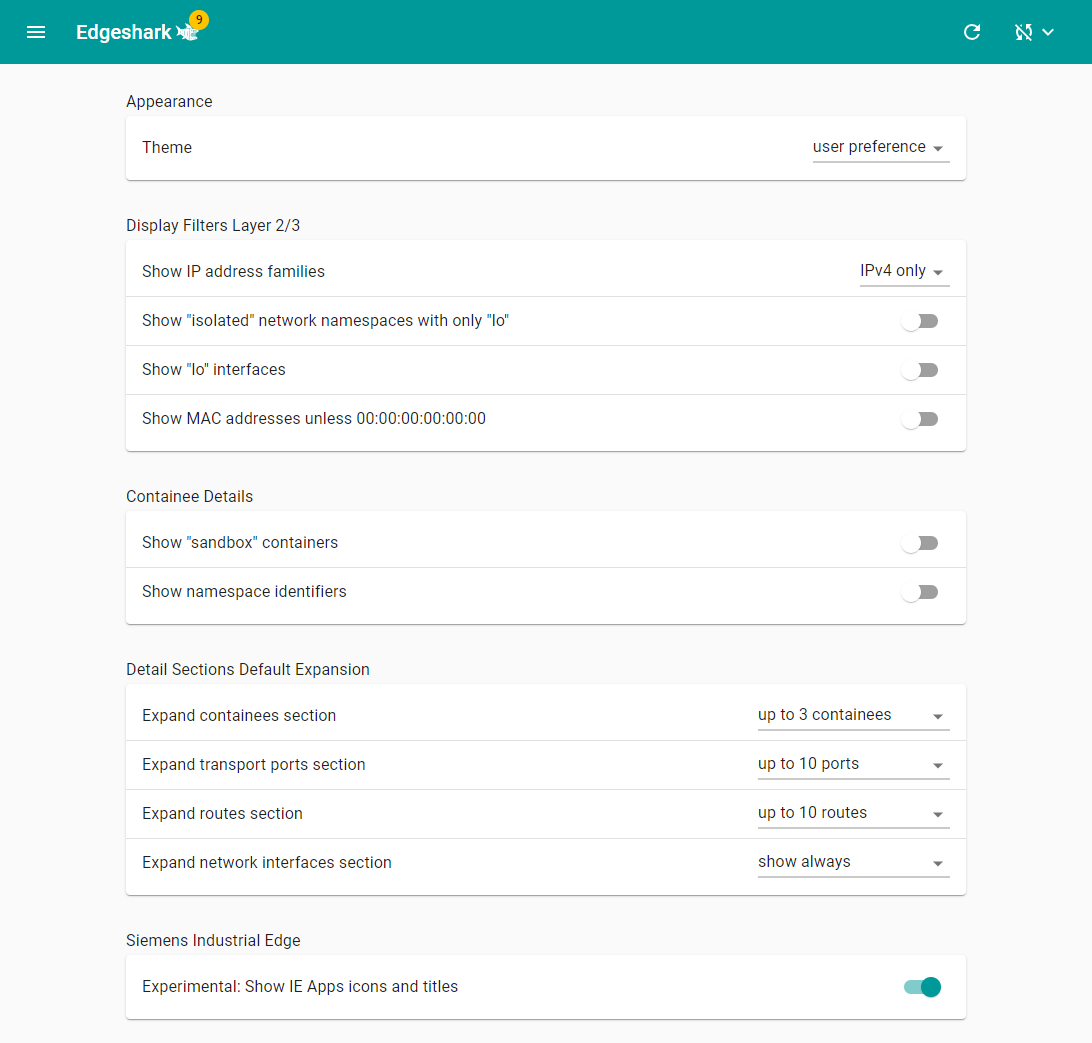 Edgeshark 9
Appearance
Theme user preference
Display Filters Layer 2/3
Show IP address families IPv4 only
Show "isolated" network namespaces with only "lo"
Show "lo" interfaces
Show MAC addresses unless 00:00:00:00:00:00
Containee Details
Show "sandbox" containers
Show namespace identifiers
Detail Sections Default Expansion
Expand containees section up to 3 containees
Expand transport ports section up to 10 ports
Expand routes section up to 10 routes
Expand network interfaces section show always
Siemens Industrial Edge
Experimental: Show IE Apps icons and titles